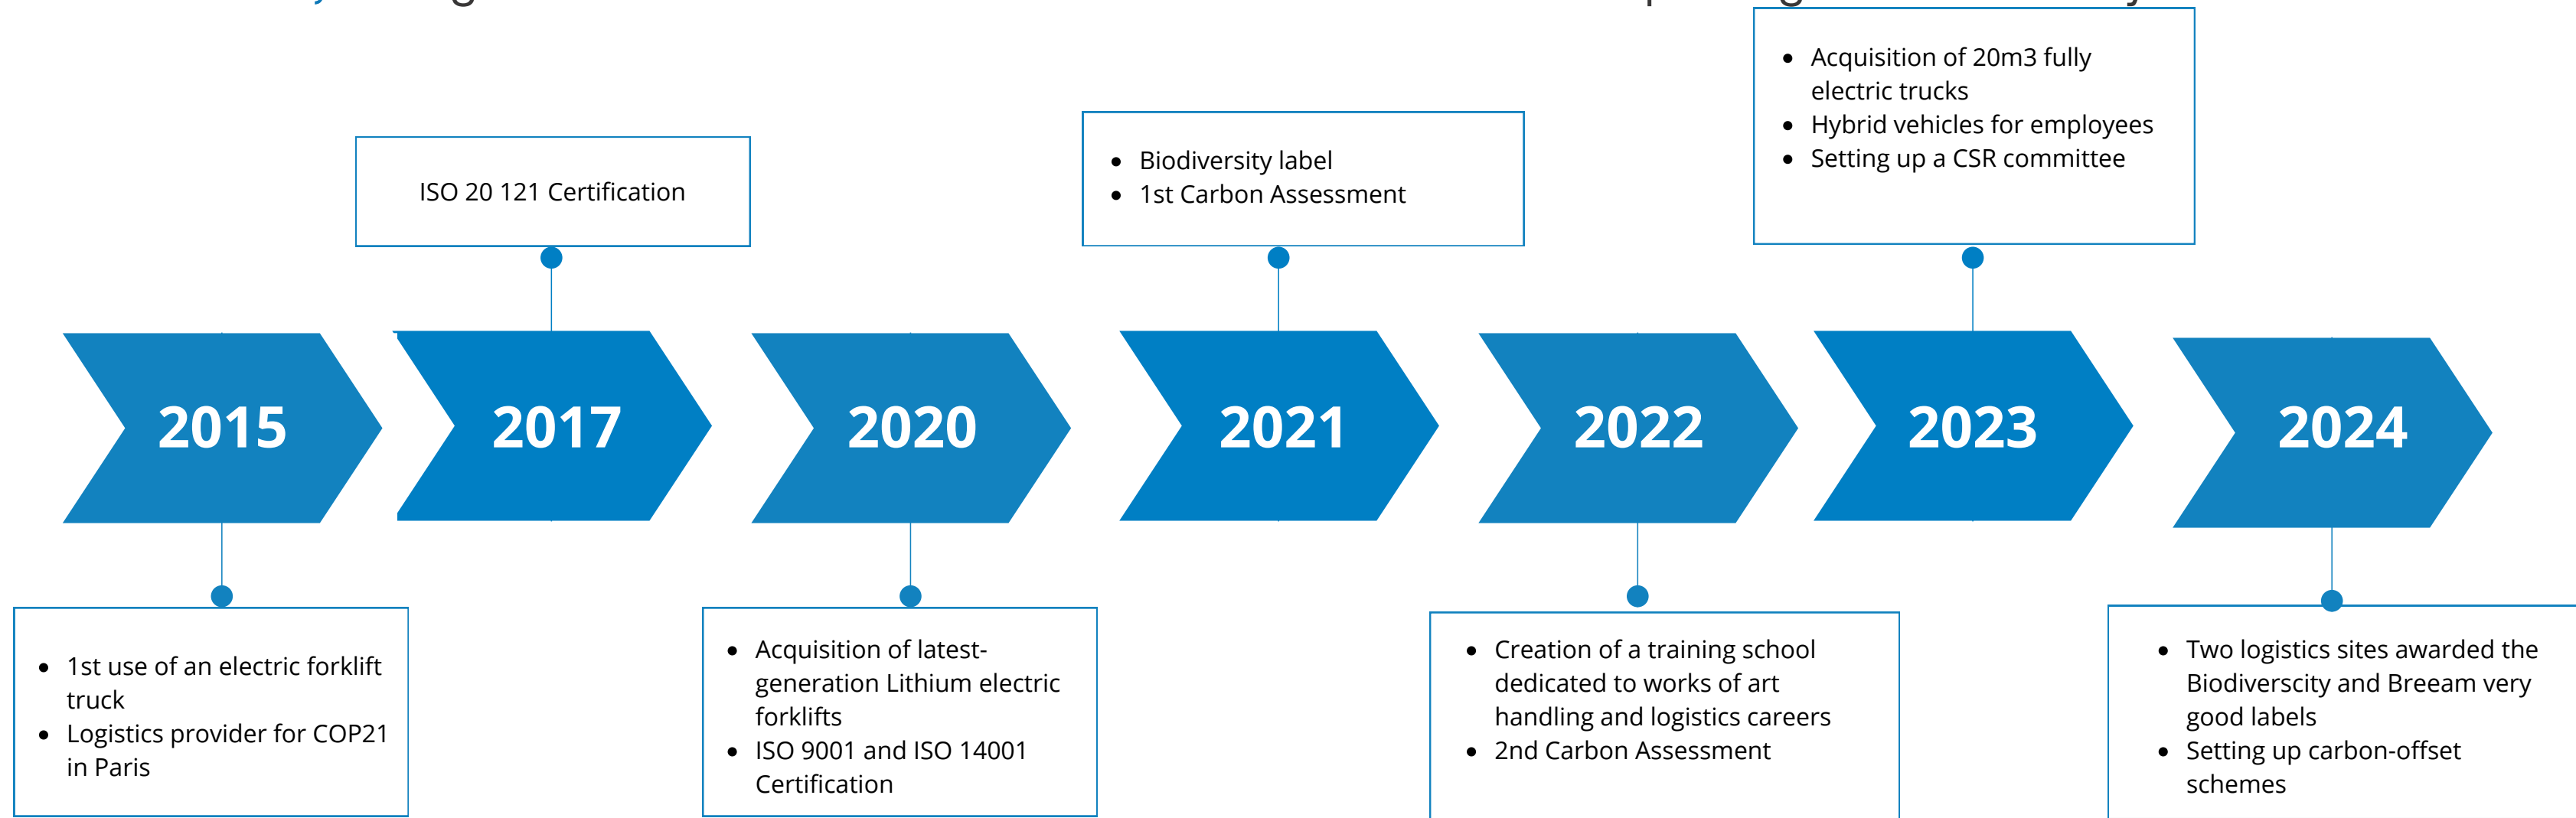 ISO 20 121 Certification
Biodiversity label
1st Carbon Assessment
Acquisition of 20m3 fully
electric trucks
Hybrid vehicles for employees
Setting up a CSR committee
2015
2017
2020
2021
2022
2023
2024
1st use of an electric forklift
truck
Logistics provider for COP21
in Paris
Acquisition of latest-
generation Lithium electric
forklifts
ISO 9001 and ISO 14001
Certification
Creation of a training school
dedicated to works of art
handling and logistics careers
2nd Carbon Assessment
Two logistics sites awarded the
Biodiverscity and Breeam very
good labels
Setting up carbon-offset
schemes